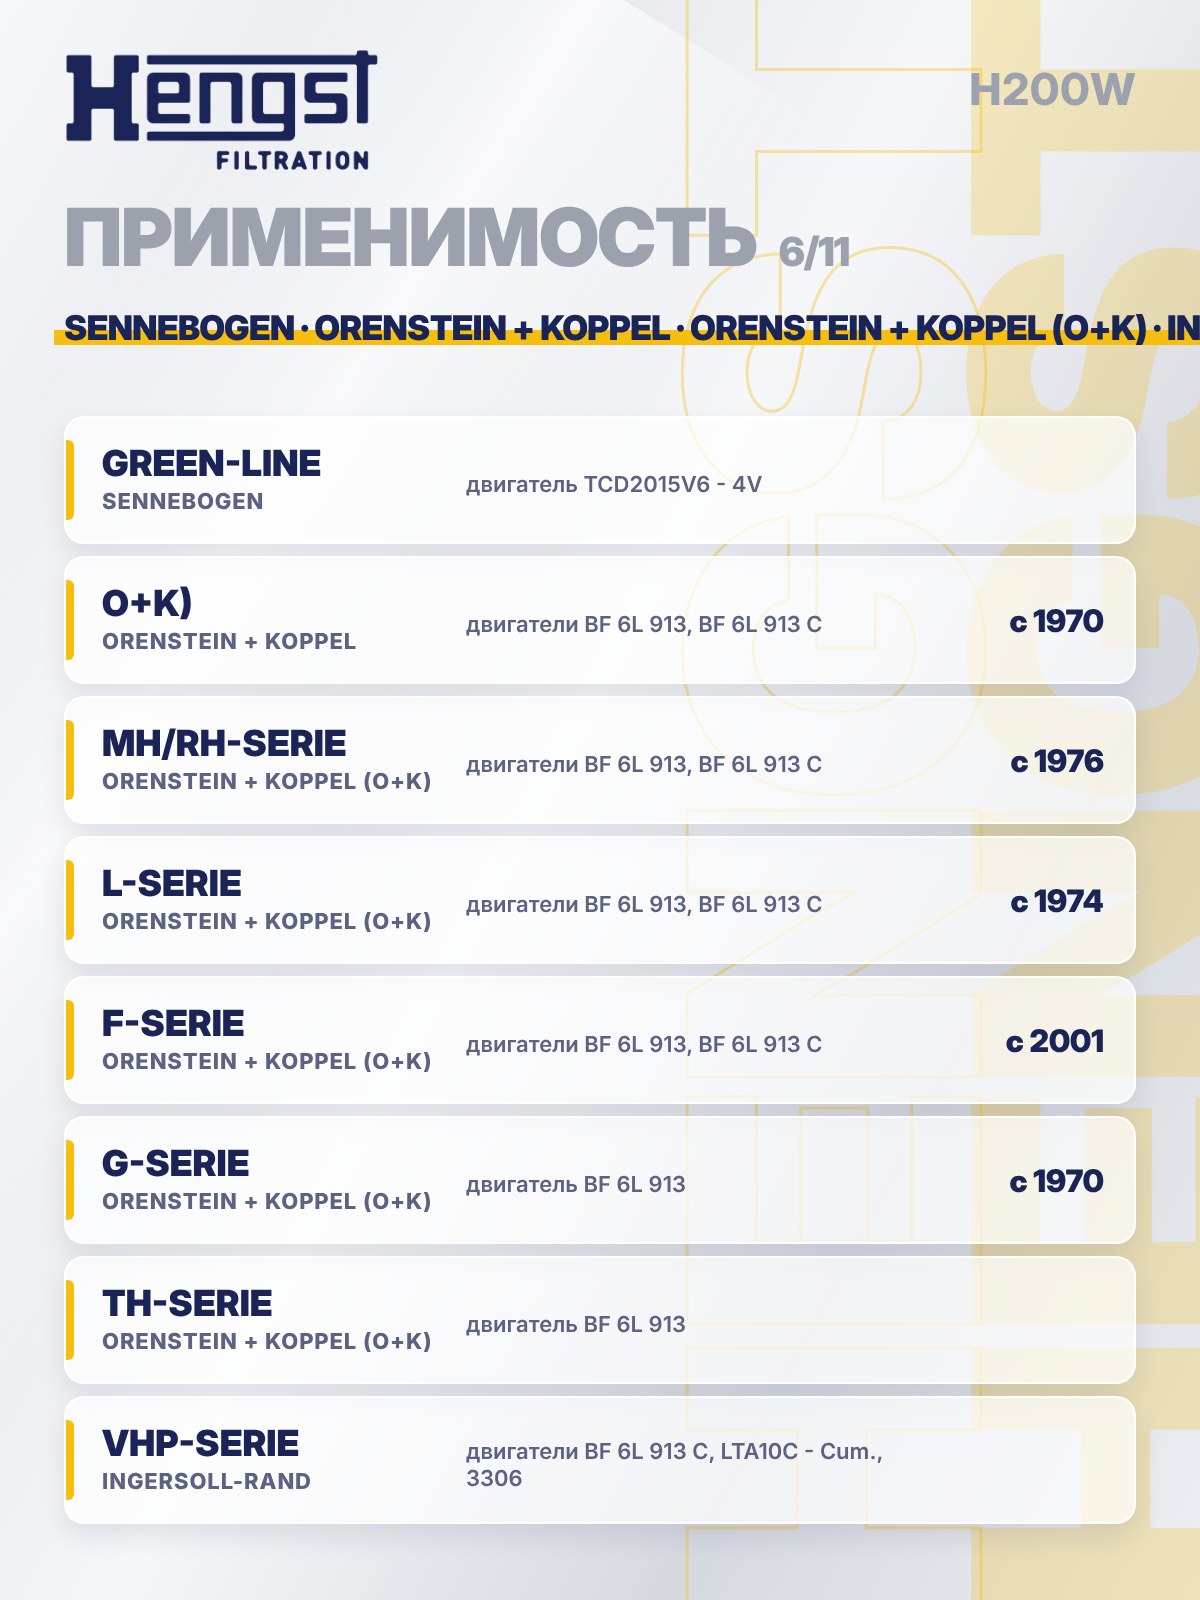 Hengst
FILTRATION
H200W
ПРИМЕНИМОСТЬ 6/11
SENNEBOGEN · ORENSTEIN + KOPPEL · ORENSTEIN + KOPPEL (O+K) · IN
GREEN-LINE
SENNEBOGEN
двигатель TCD2015V6 - 4V
O+K)
ORENSTEIN + KOPPEL
двигатели BF 6L 913, BF 6L 913 C
с 1970
MH/RH-SERIE
ORENSTEIN + KOPPEL (O+K)
двигатели BF 6L 913, BF 6L 913 C
с 1976
L-SERIE
ORENSTEIN + KOPPEL (O+K)
двигатели BF 6L 913, BF 6L 913 C
с 1974
F-SERIE
ORENSTEIN + KOPPEL (O+K)
двигатели BF 6L 913, BF 6L 913 C
с 2001
G-SERIE
ORENSTEIN + KOPPEL (O+K)
двигатель BF 6L 913
с 1970
TH-SERIE
ORENSTEIN + KOPPEL (O+K)
двигатель BF 6L 913
VHP-SERIE
INGERSOLL-RAND
двигатели BF 6L 913 C, LTA10C - Cum.,
3306
HENGST
HENGST